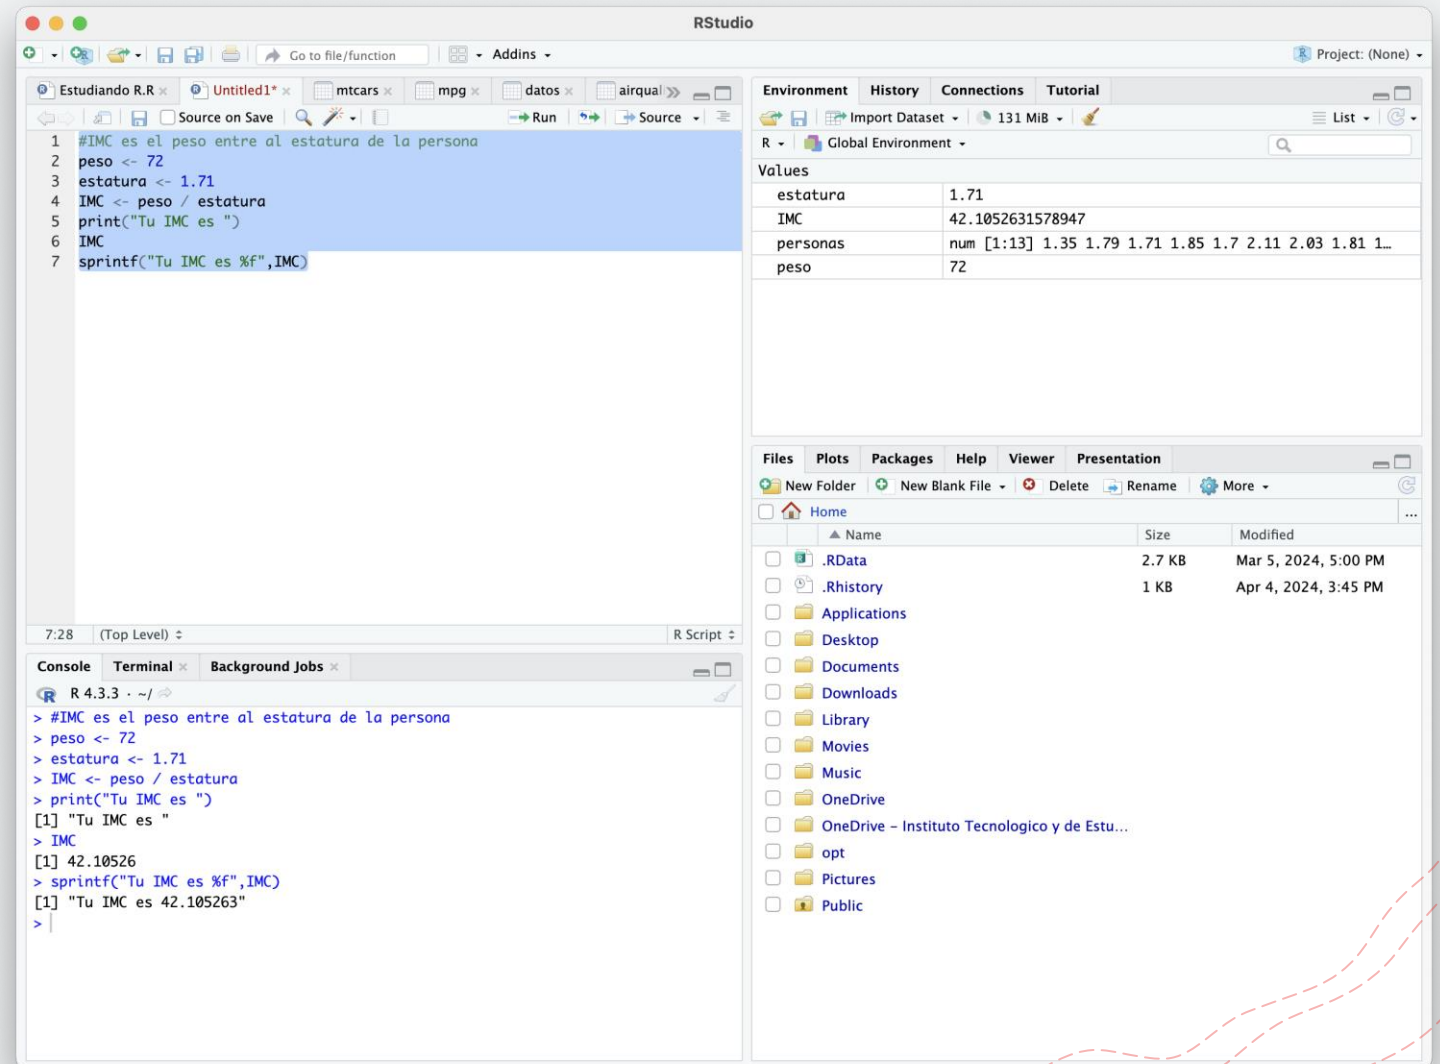 RStudio
Go to file/function Addins Project: (None)
Estudiando R.R Untitled1* mtcars mpg datos airqual
Source on Save Run Source
1 #IMC es el peso entre al estatura de la persona
2 peso <- 72
3 estatura <- 1.71
4 IMC <- peso / estatura
5 print("Tu IMC es ")
6 IMC
7 sprintf("Tu IMC es %f",IMC)
7:28 (Top Level) R Script
Console Terminal Background Jobs
R 4.3.3 · ~/
> #IMC es el peso entre al estatura de la persona
> peso <- 72
> estatura <- 1.71
> IMC <- peso / estatura
> print("Tu IMC es ")
[1] "Tu IMC es "
> IMC
[1] 42.10526
> sprintf("Tu IMC es %f",IMC)
[1] "Tu IMC es 42.105263"
>
Environment History Connections Tutorial
Import Dataset 131 MiB List
R Global Environment
Values
estatura 1.71
IMC 42.1052631578947
personas num [1:13] 1.35 1.79 1.71 1.85 1.7 2.11 2.03 1.81 1…
peso 72
Files Plots Packages Help Viewer Presentation
New Folder New Blank File Delete Rename More
Home ...
Name Size Modified
.RData 2.7 KB Mar 5, 2024, 5:00 PM
.Rhistory 1 KB Apr 4, 2024, 3:45 PM
Applications
Desktop
Documents
Downloads
Library
Movies
Music
OneDrive
OneDrive – Instituto Tecnologico y de Estu...
opt
Pictures
Public